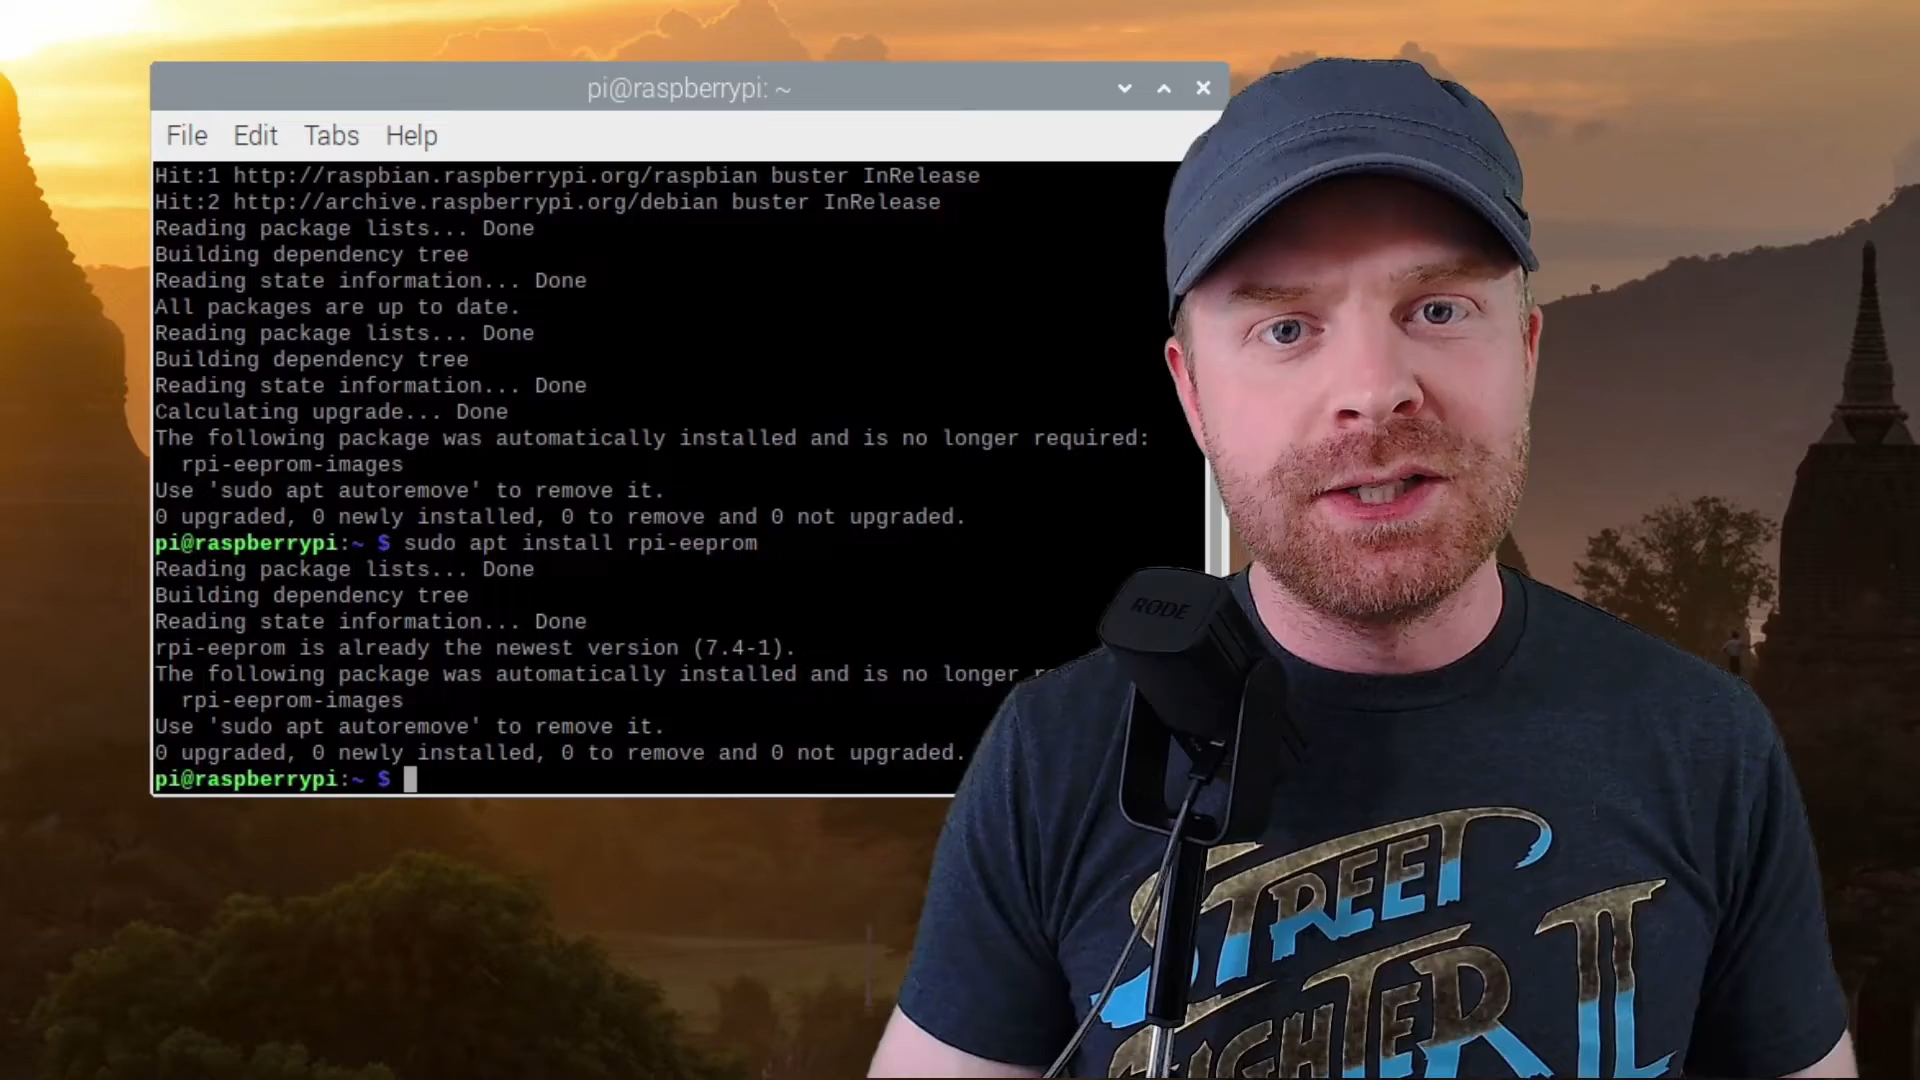 pi@raspberrypi: ~
File Edit Tabs Help
Hit:1 http://raspbian.raspberrypi.org/raspbian buster InRelease
Hit:2 http://archive.raspberrypi.org/debian buster InRelease
Reading package lists... Done
Building dependency tree
Reading state information... Done
All packages are up to date.
Reading package lists... Done
Building dependency tree
Reading state information... Done
Calculating upgrade... Done
The following package was automatically installed and is no longer required:
rpi-eeprom-images
Use 'sudo apt autoremove' to remove it.
0 upgraded, 0 newly installed, 0 to remove and 0 not upgraded.
pi@raspberrypi:~ $ sudo apt install rpi-eeprom
Reading package lists... Done
Building dependency tree
Reading state information... Done
rpi-eeprom is already the newest version (7.4-1).
The following package was automatically installed and is no longer
rpi-eeprom-images
Use 'sudo apt autoremove' to remove it.
0 upgraded, 0 newly installed, 0 to remove and 0 not upgraded.
pi@raspberrypi:~ $
RODE
STREET
FIGHTER II